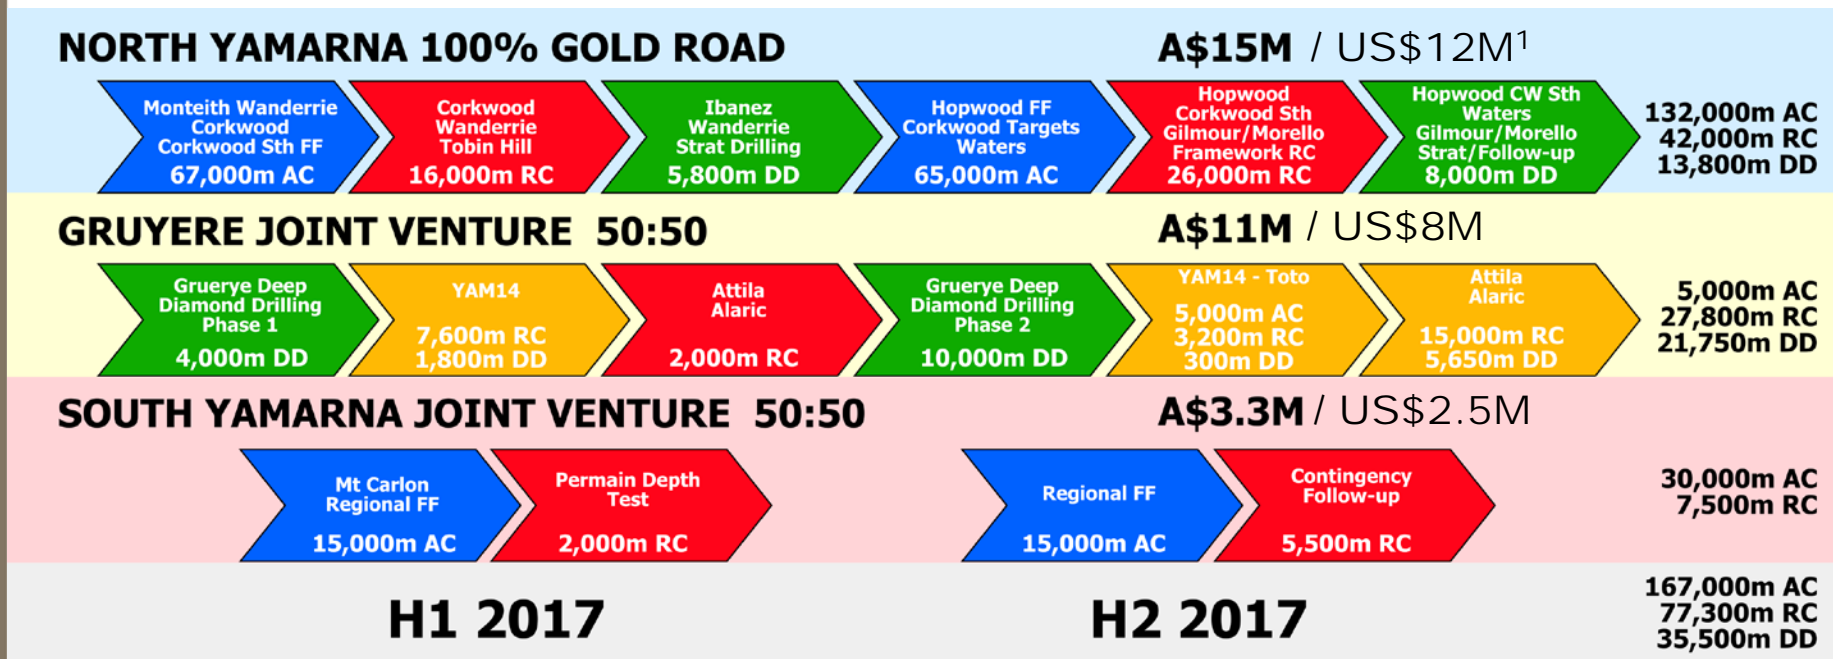 NORTH YAMARNA 100% GOLD ROAD
A$15M / US$12M¹
Monteith Wanderrie
Corkwood
Corkwood Sth FF
67,000m AC
Corkwood
Wanderrie
Tobin Hill
16,000m RC
Ibanez
Wanderrie
Strat Drilling
5,800m DD
Hopwood FF
Corkwood Targets
Waters
65,000m AC
Hopwood
Corkwood Sth
Gilmour/Morello
Framework RC
26,000m RC
Hopwood CW Sth
Waters
Gilmour/Morello
Strat/Follow-up
8,000m DD
132,000m AC
42,000m RC
13,800m DD
GRUYERE JOINT VENTURE 50:50
A$11M / US$8M
Gruerye Deep
Diamond Drilling
Phase 1
4,000m DD
YAM14
7,600m RC
1,800m DD
Attila
Alaric
2,000m RC
Gruerye Deep
Diamond Drilling
Phase 2
10,000m DD
YAM14 - Toto
5,000m AC
3,200m RC
300m DD
Attila
Alaric
15,000m RC
5,650m DD
5,000m AC
27,800m RC
21,750m DD
SOUTH YAMARNA JOINT VENTURE 50:50
A$3.3M / US$2.5M
Mt Carlon
Regional FF
15,000m AC
Permain Depth
Test
2,000m RC
Regional FF
15,000m AC
Contingency
Follow-up
5,500m RC
30,000m AC
7,500m RC
H1 2017
H2 2017
167,000m AC
77,300m RC
35,500m DD